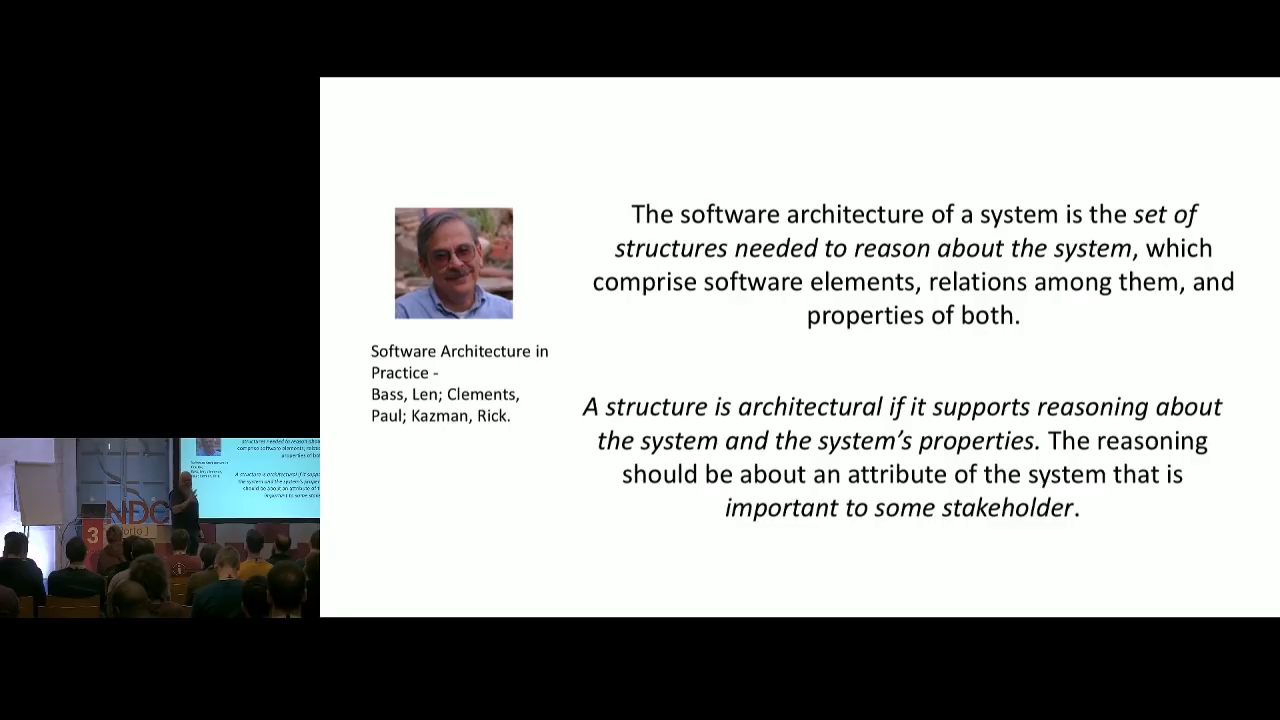 The software architecture of a system is the set of
structures needed to reason about the system, which
comprise software elements, relations among them, and
properties of both.
Software Architecture in
Practice -
Bass, Len; Clements,
Paul; Kazman, Rick.
A structure is architectural if it supports reasoning about
the system and the system’s properties. The reasoning
should be about an attribute of the system that is
important to some stakeholder.
NDC
3